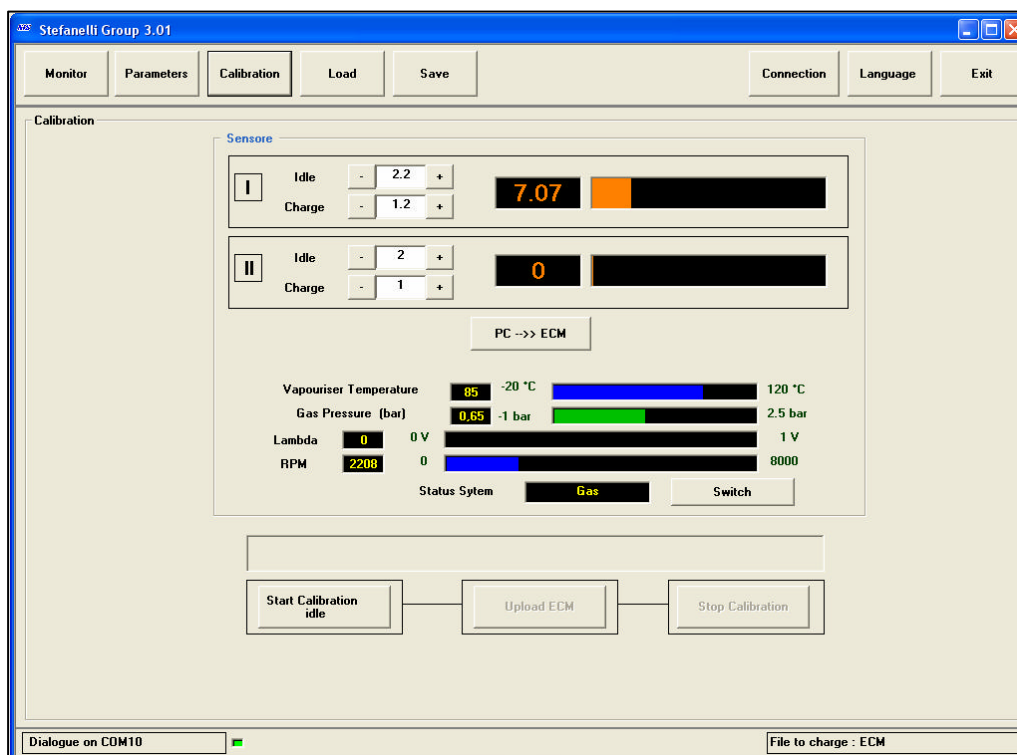 Stefanelli Group 3.01
Monitor Parameters Calibration Load Save Connection Language Exit
Calibration
Sensore
I Idle - 2.2 + 7.07
Charge - 1.2 +
II Idle - 2 + 0
Charge - 1 +
PC -->> ECM
Vapouriser Temperature 85 -20 °C 120 °C
Gas Pressure (bar) 0,65 -1 bar 2.5 bar
Lambda 0 0 V 1 V
RPM 2208 0 8000
Status Sytem Gas Switch
Start Calibration
idle
Upload ECM Stop Calibration
Dialogue on COM10 File to charge : ECM